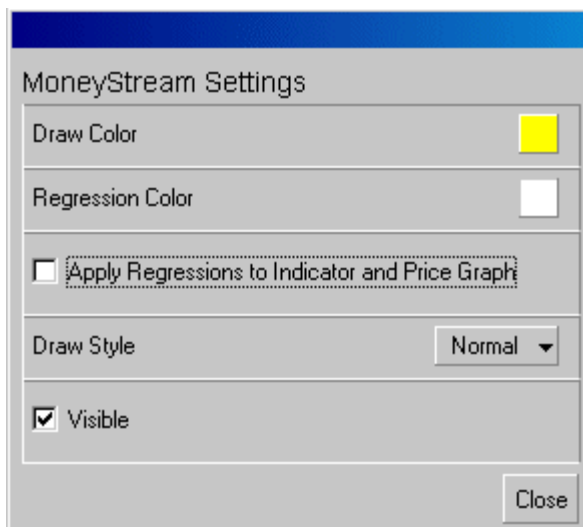 MoneyStream Settings
Draw Color
Regression Color
Apply Regressions to Indicator and Price Graph
Draw Style
Normal
Visible
Close